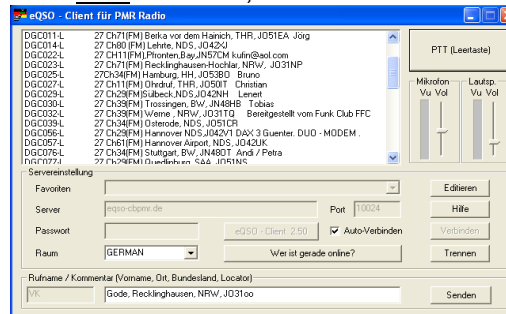 eQSO - Client für PMR Radio
DGC011-L 27 Ch71(FM) Berka vor dem Hainich, THR, JO51EA Jörg
DGC014-L 27 Ch80 (FM) Lehrte, NDS, JO42XJ
DGC022-L 27 CH11(FM),Pfronten,Bay,JN57CM kufin@aol.com
DGC023-L 27 Ch71(FM) Recklinghausen-Hochlar, NRW, JO31NP
DGC025-L 27Ch34(FM) Hamburg, HH, JO53BO Bruno
DGC027-L 27 Ch11(FM) Ohrdruf, THR, JO50IT Christian
DGC029-L 27 Ch29(FM)Sülbeck,NDS,JO42NH Lenert
DGC030-L 27 Ch39(FM) Trossingen, BW, JN48HB Tobias
DGC032-L 27 Ch39(FM) Werne , NRW, JO31TQ Bereitgestellt vom Funk Club FFC
DGC039-L 27 Ch34(FM) Osterode, NDS, JO51CR
DGC056-L 27 Ch29(FM) Hannover NDS,JO42V1 DAX 3 Guenter. DUO - MODEM .
DGC057-L 27 Ch61(FM) Hannover Airport, NDS, JO42UK
DGC076-L 27 Ch34(FM) Stuttgart, BW, JN48OT Andi / Petra
DGC077-L 27 Ch29(FM) Quedlinburg, SAA, JO51NS
PTT (Leertaste)
Mikrofon Lautsp.
Vu Vol Vu Vol
Servereinstellung
Favoriten Editieren
Server eqso-cbpmr.de Port 10024 Hilfe
Passwort eQSO - Client 2.50 Auto-Verbinden Verbinden
Raum GERMAN Wer ist gerade online? Trennen
Rufname / Kommentar (Vorname, Ort, Bundesland, Locator)
VK Gode, Recklinghausen, NRW, JO31oo Senden